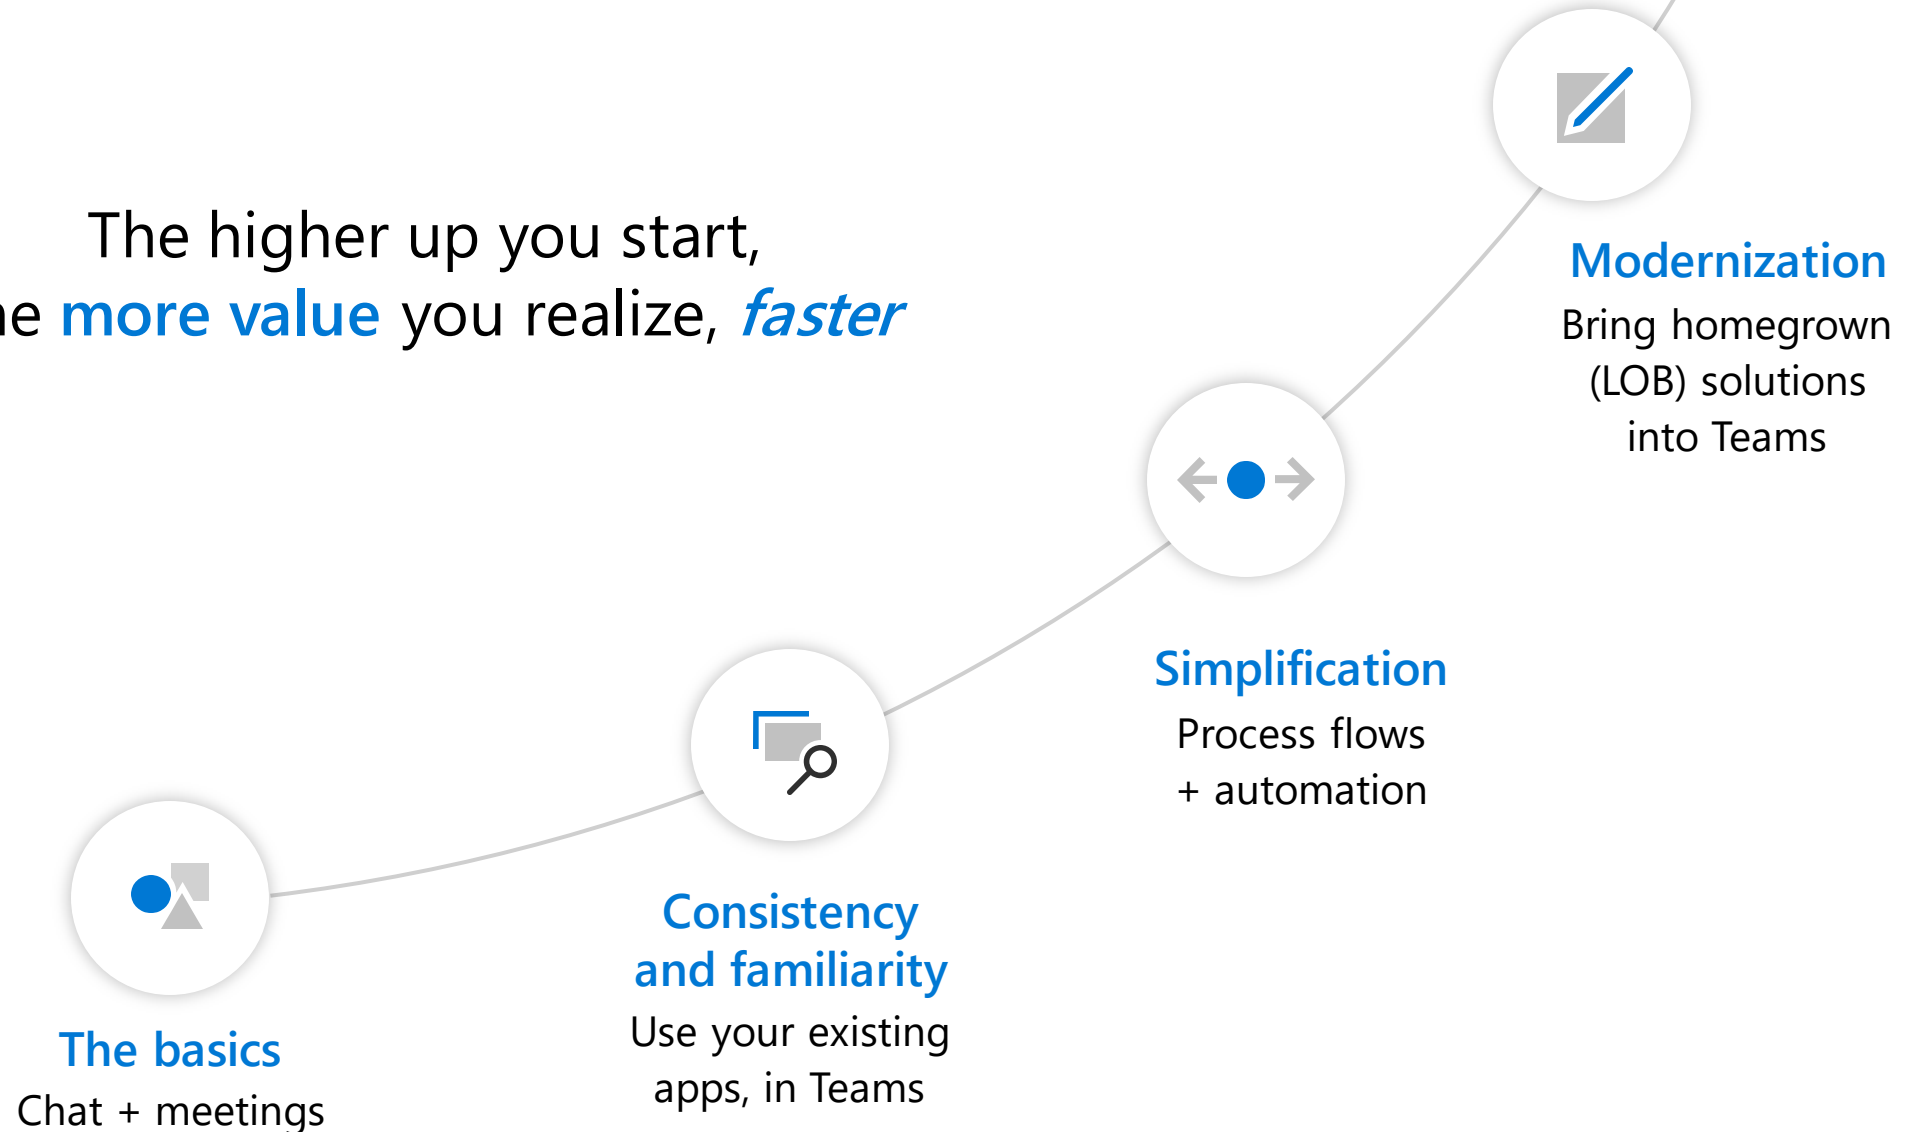 The higher up you start,
more value you realize, faster
Modernization
Bring homegrown
(LOB) solutions
into Teams
Simplification
Process flows
+ automation
Consistency
and familiarity
Use your existing
apps, in Teams
The basics
Chat + meetings